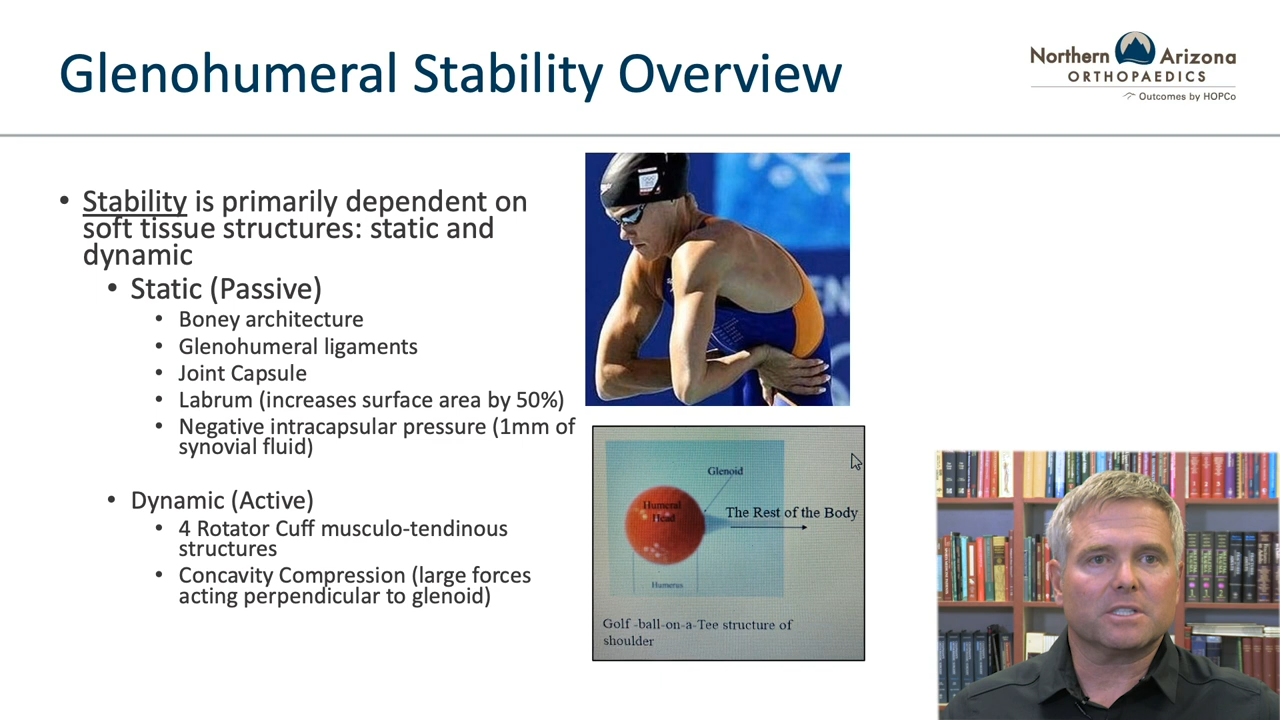 Glenohumeral Stability Overview
Northern Arizona
ORTHOPAEDICS
Outcomes by HOPCo
• Stability is primarily dependent on
soft tissue structures: static and
dynamic
• Static (Passive)
• Boney architecture
• Glenohumeral ligaments
• Joint Capsule
• Labrum (increases surface area by 50%)
• Negative intracapsular pressure (1mm of
synovial fluid)
• Dynamic (Active)
• 4 Rotator Cuff musculo-tendinous
structures
• Concavity Compression (large forces
acting perpendicular to glenoid)
EN
Glenoid
Humeral
Head
The Rest of the Body
Humerus
Golf -ball-on-a-Tee structure of
shoulder